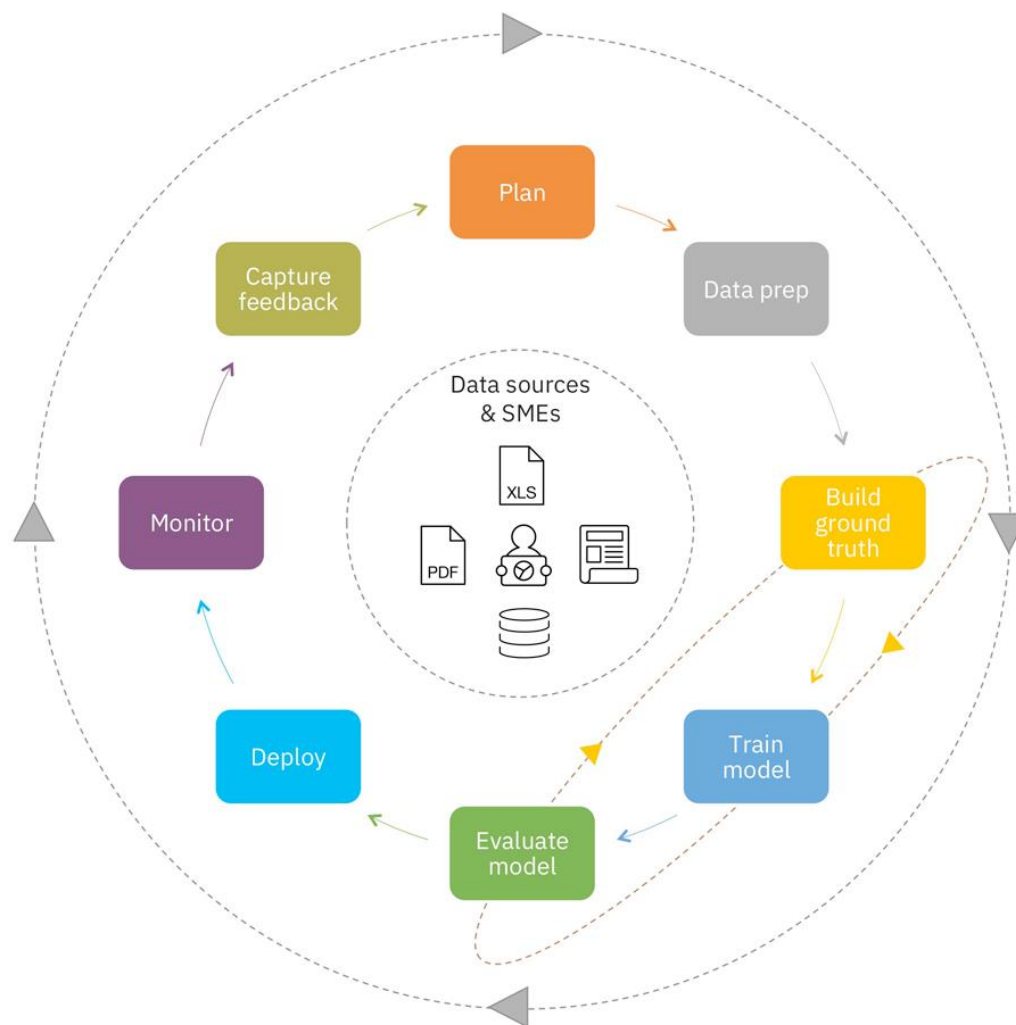 Plan
Data prep
Build
ground
truth
Train
model
Evaluate
model
Deploy
Monitor
Capture
feedback
Data sources
& SMEs
XLS
PDF